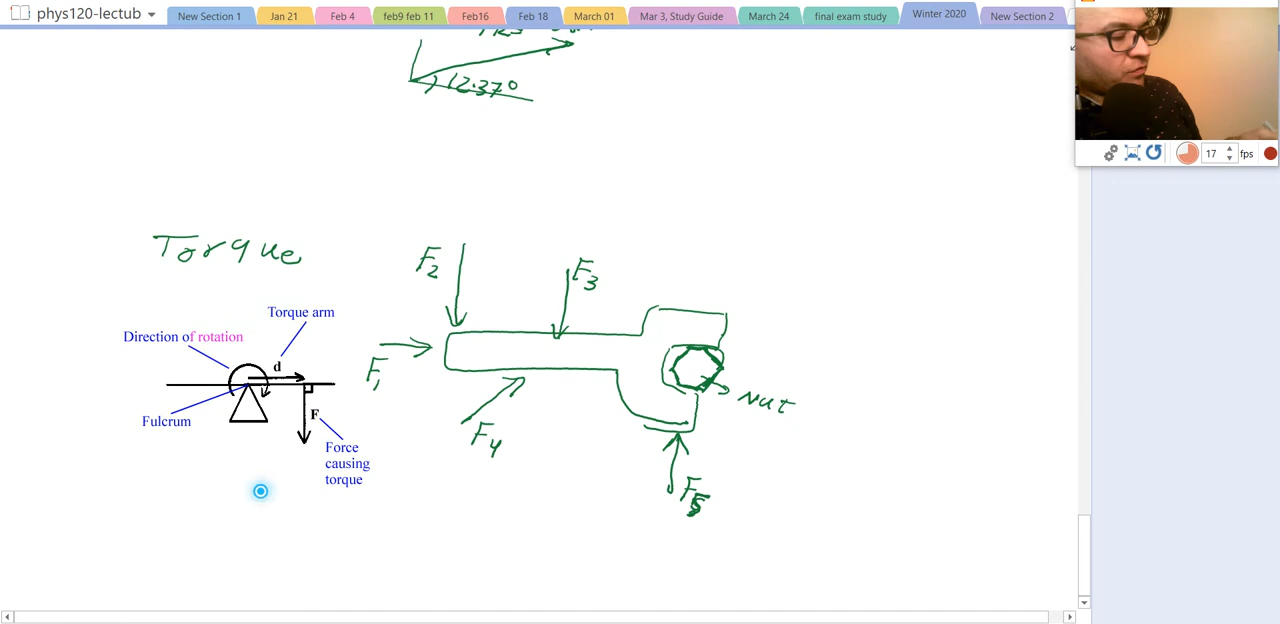 phys120-lectub
New Section 1
Jan 21
Feb 4
feb9 feb 11
Feb16
Feb 18
March 01
Mar 3, Study Guide
March 24
final exam study
Winter 2020
New Section 2
17 fps
12.37°
Torque
F2
F3
Torque arm
Direction of rotation
d
F1
Nut
Fulcrum
F
F4
Force
causing
torque
F5